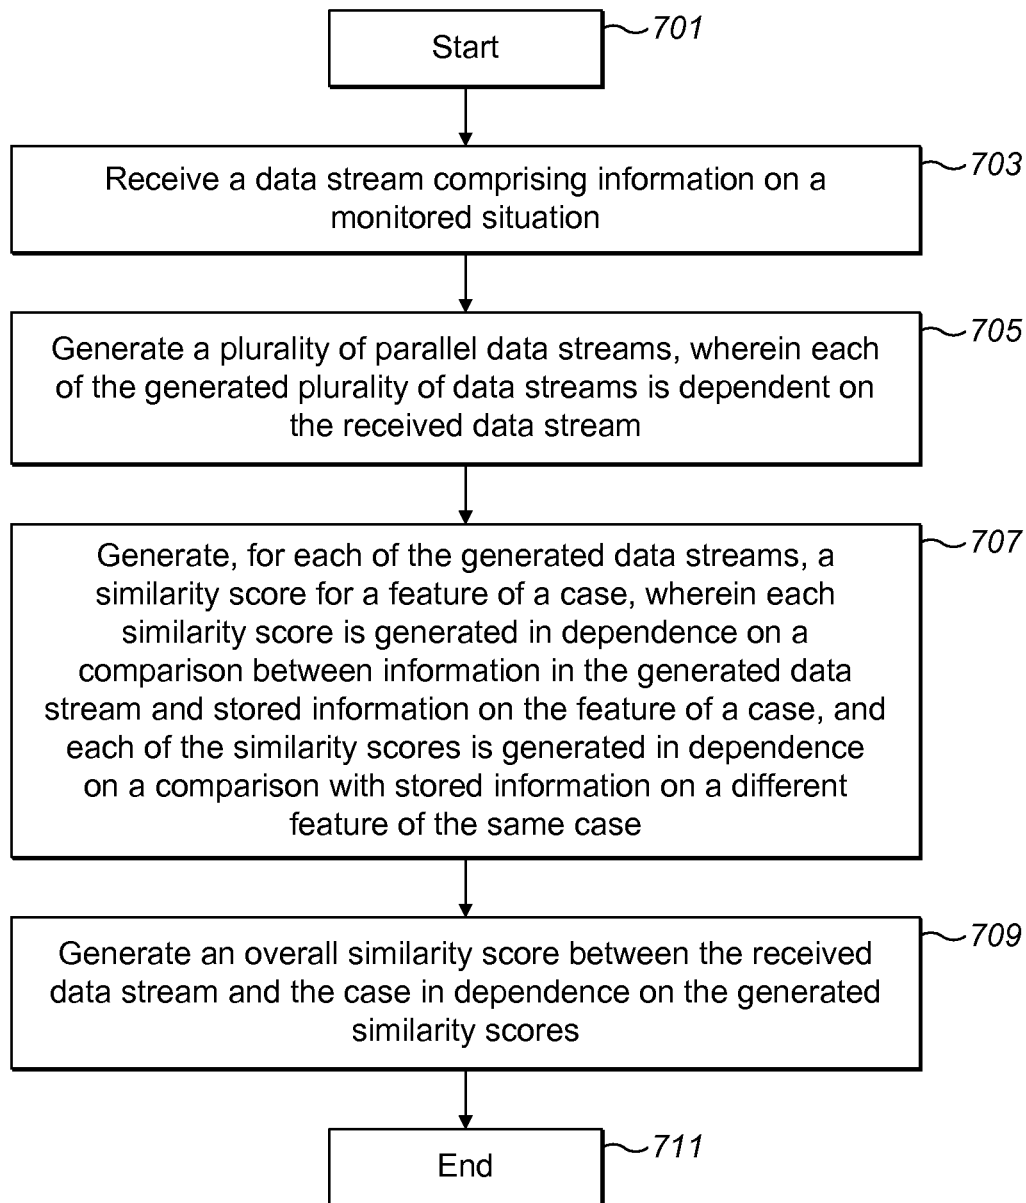 Start
701
Receive a data stream comprising information on a
monitored situation
703
Generate a plurality of parallel data streams, wherein each
of the generated plurality of data streams is dependent on
the received data stream
705
Generate, for each of the generated data streams, a
similarity score for a feature of a case, wherein each
similarity score is generated in dependence on a
comparison between information in the generated data
stream and stored information on the feature of a case, and
each of the similarity scores is generated in dependence
on a comparison with stored information on a different
feature of the same case
707
Generate an overall similarity score between the received
data stream and the case in dependence on the generated
similarity scores
709
End
711